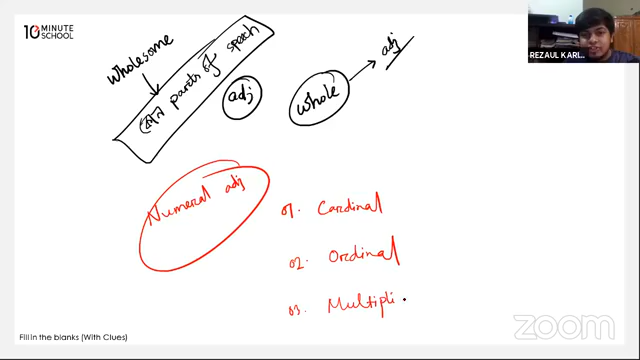 10 MINUTE SCHOOL
REZAUL KARI...
wholesome
কোন parts of speech
adj
whole
adj
Numeral adj
01. Cardinal
02. Ordinal
03. Multipli
Fill in the blanks (With Clues)
zoom